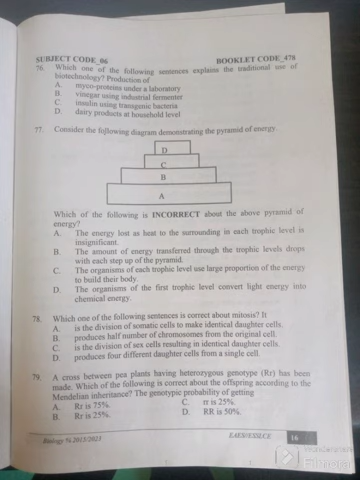 SUBJECT CODE_06 BOOKLET CODE_478
76. Which one of the following sentences explains the traditional use of
biotechnology? Production of
A. myco-proteins under a laboratory
B. vinegar using industrial fermenter
C. insulin using transgenic bacteria
D. dairy products at household level
77. Consider the following diagram demonstrating the pyramid of energy.
D
C
B
A
Which of the following is INCORRECT about the above pyramid of
energy?
A. The energy lost as heat to the surrounding in each trophic level is
insignificant.
B. The amount of energy transferred through the trophic levels drops
with each step up of the pyramid.
C. The organisms of each trophic level use large proportion of the energy
to build their body.
D. The organisms of the first trophic level convert light energy into
chemical energy.
78. Which one of the following sentences is correct about mitosis? It
A. is the division of somatic cells to make identical daughter cells.
B. produces half number of chromosomes from the original cell.
C. is the division of sex cells resulting in identical daughter cells.
D. produces four different daughter cells from a single cell.
79. A cross between pea plants having heterozygous genotype (Rr) has been
made. Which of the following is correct about the offspring according to the
Mendelian inheritance? The genotypic probability of getting
A. Rr is 75%. C. rr is 25%.
B. Rr is 25%. D. RR is 50%.
Biology % 2015/2023 EAES/ESSLCE 16
Wondershare
Filmora